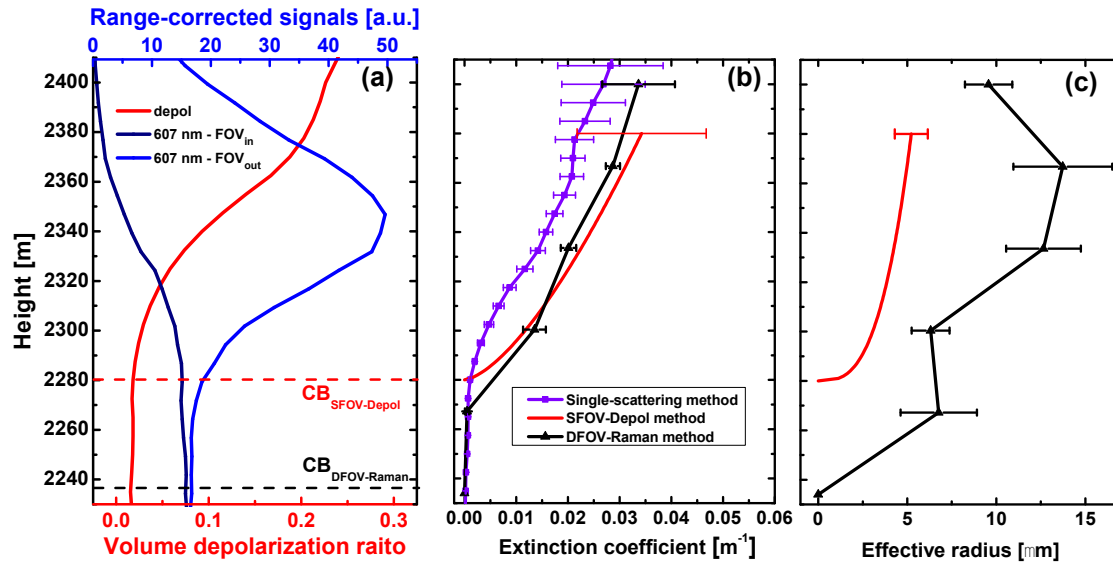 Range-corrected signals [a.u.]
0 10 20 30 40 50
(a)
depol
607 nm - FOVin
607 nm - FOVout
CBSFOV-Depol
CBDFOV-Raman
2400
2380
2360
2340
2320
2300
2280
2260
2240
Height [m]
0.0 0.1 0.2 0.3
Volume depolarization raito
(b)
Single-scattering method
SFOV-Depol method
DFOV-Raman method
0.00 0.01 0.02 0.03 0.04 0.05 0.06
Extinction coefficient [m-1]
(c)
0 5 10 15
Effective radius [mm]